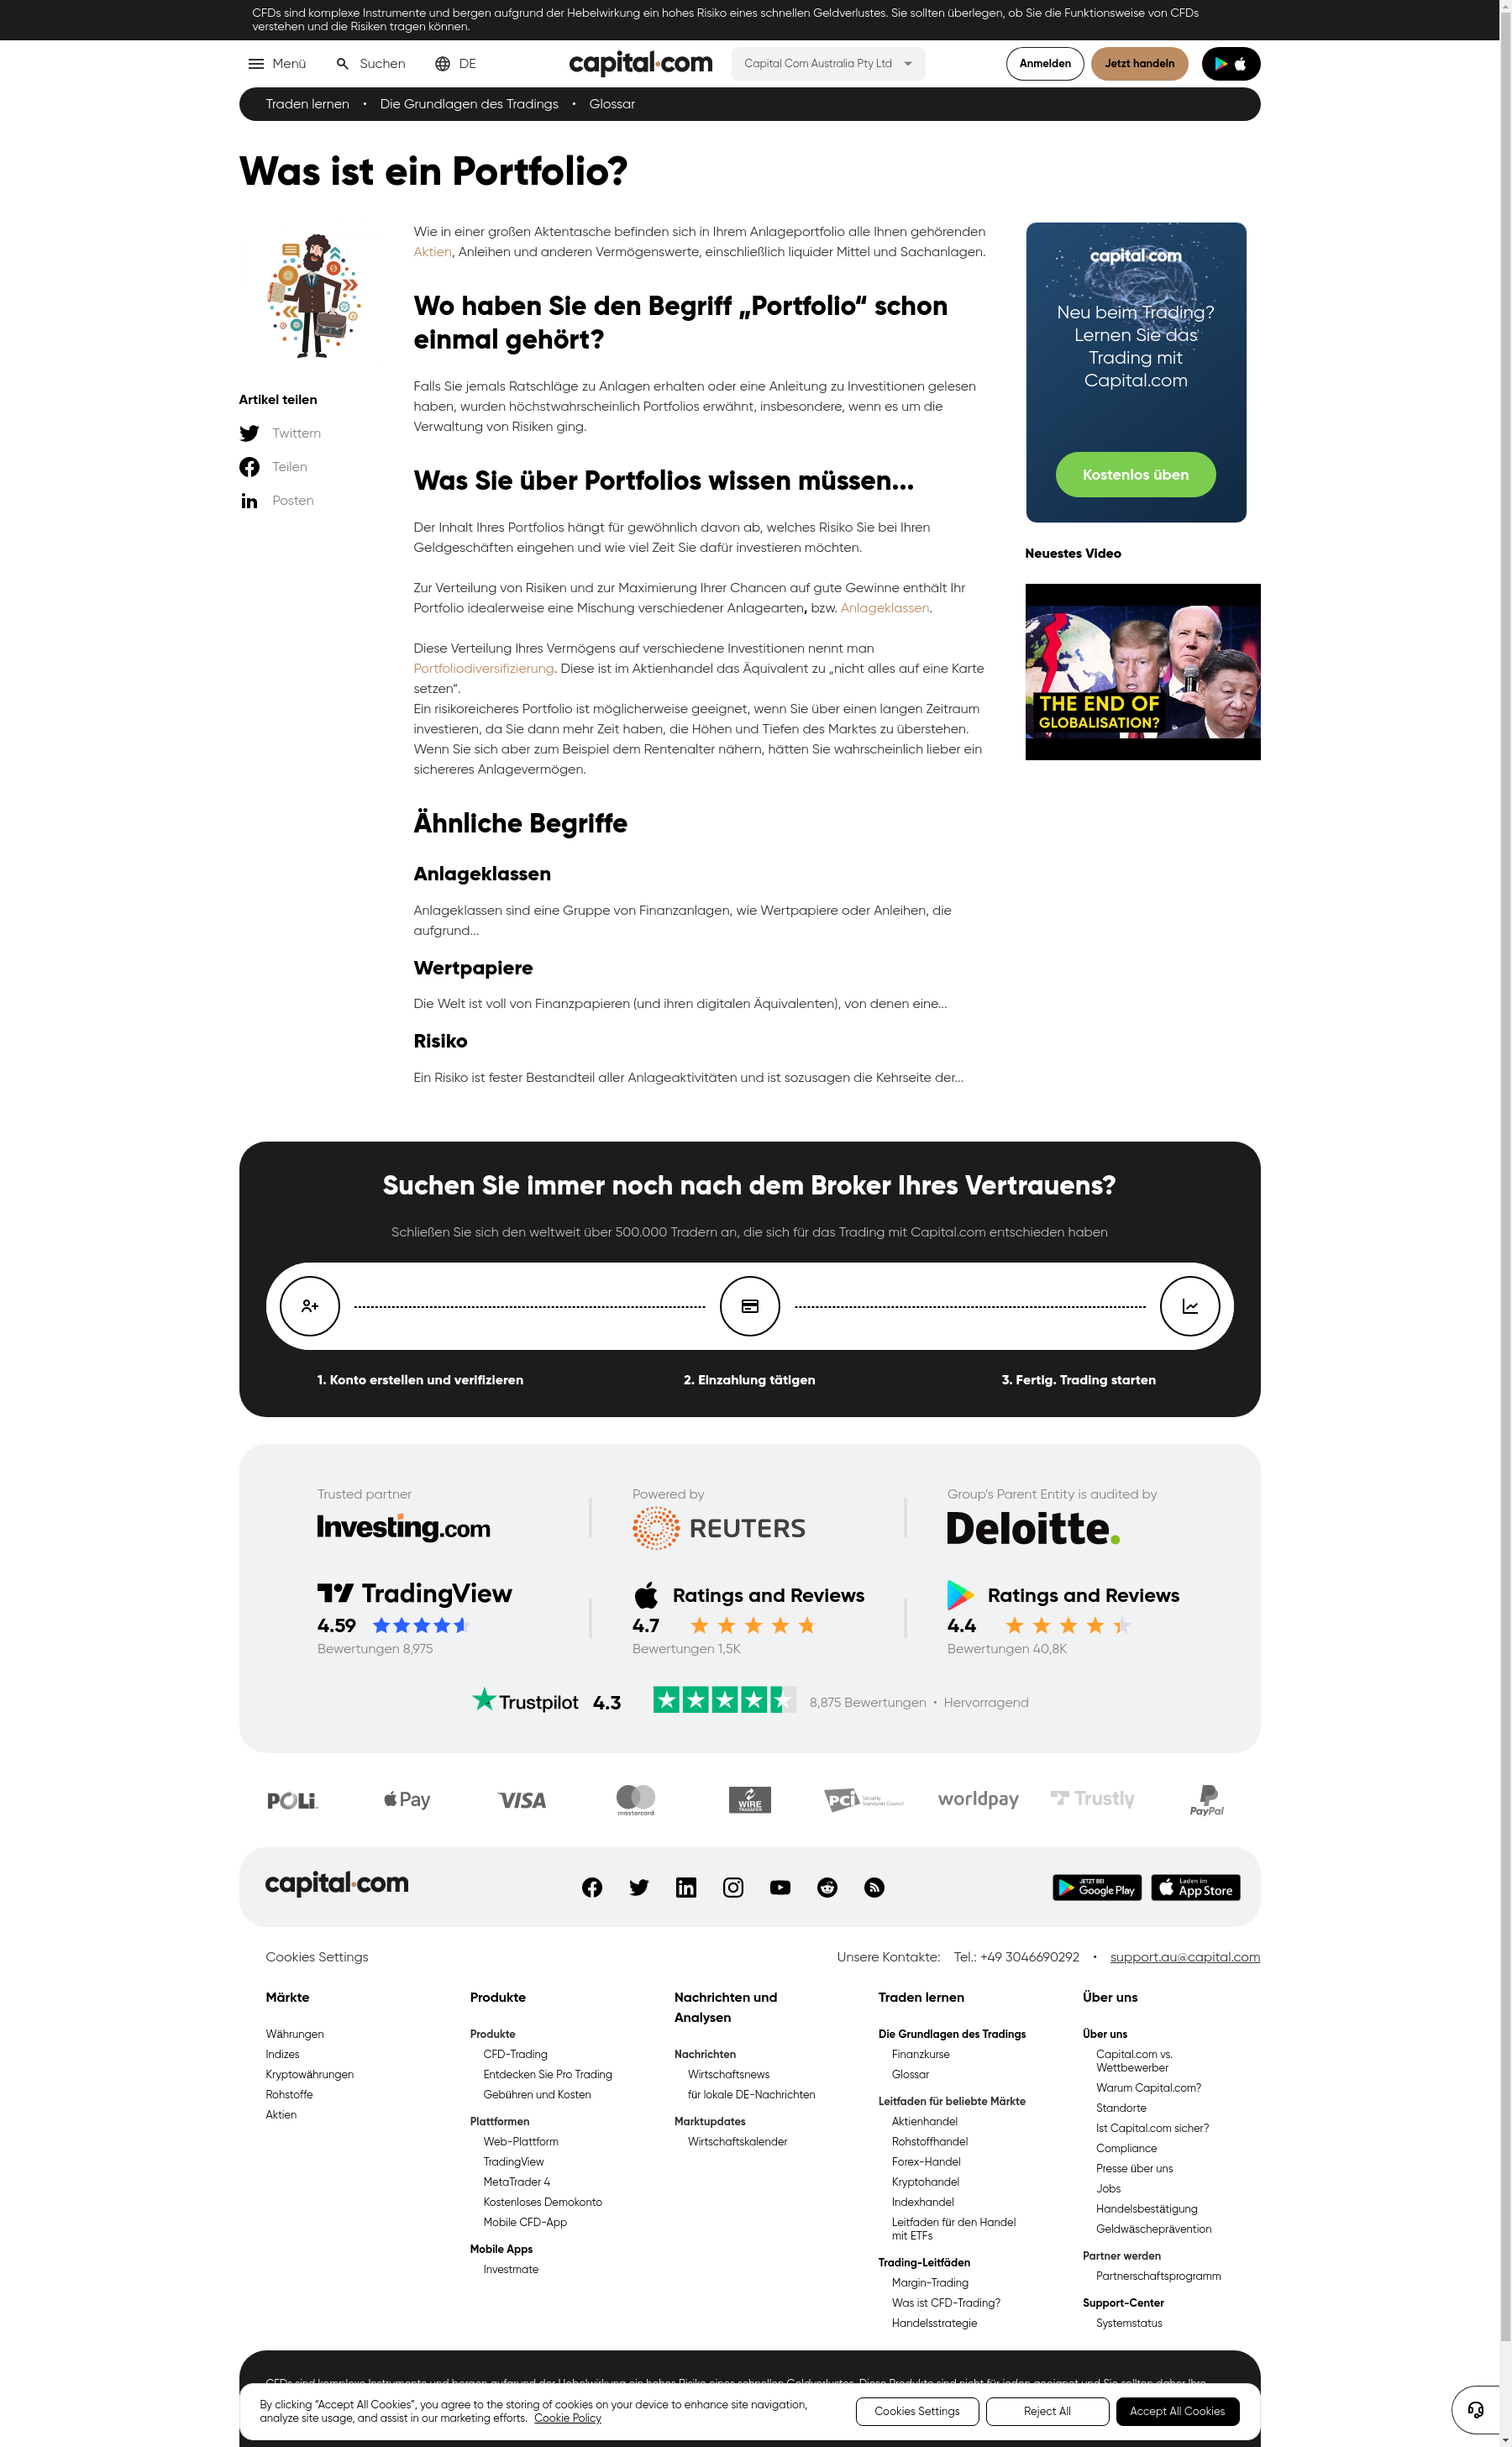 CFDs sind komplexe Instrumente und bergen aufgrund der Hebelwirkung ein hohes Risiko eines schnellen Geldverlustes. Sie sollten überlegen, ob Sie die Funktionsweise von CFDs
verstehen und die Risiken tragen können.
Menü
Suchen
DE
capital.com
Capital Com Australia Pty Ltd
Anmelden
Jetzt handeln
Traden lernen • Die Grundlagen des Tradings • Glossar
Was ist ein Portfolio?
Artikel teilen
Twittern
Teilen
Posten
Wie in einer großen Aktentasche befinden sich in Ihrem Anlageportfolio alle Ihnen gehörenden
Aktien, Anleihen und anderen Vermögenswerte, einschließlich liquider Mittel und Sachanlagen.
Wo haben Sie den Begriff „Portfolio“ schon
einmal gehört?
Falls Sie jemals Ratschläge zu Anlagen erhalten oder eine Anleitung zu Investitionen gelesen
haben, wurden höchstwahrscheinlich Portfolios erwähnt, insbesondere, wenn es um die
Verwaltung von Risiken ging.
Was Sie über Portfolios wissen müssen...
Der Inhalt Ihres Portfolios hängt für gewöhnlich davon ab, welches Risiko Sie bei Ihren
Geldgeschäften eingehen und wie viel Zeit Sie dafür investieren möchten.
Zur Verteilung von Risiken und zur Maximierung Ihrer Chancen auf gute Gewinne enthält Ihr
Portfolio idealerweise eine Mischung verschiedener Anlagearten, bzw. Anlageklassen.
Diese Verteilung Ihres Vermögens auf verschiedene Investitionen nennt man
Portfoliodiversifizierung. Diese ist im Aktienhandel das Äquivalent zu „nicht alles auf eine Karte
setzen“.
Ein risikoreicheres Portfolio ist möglicherweise geeignet, wenn Sie über einen langen Zeitraum
investieren, da Sie dann mehr Zeit haben, die Höhen und Tiefen des Marktes zu überstehen.
Wenn Sie sich aber zum Beispiel dem Rentenalter nähern, hätten Sie wahrscheinlich lieber ein
sichereres Anlagevermögen.
Ähnliche Begriffe
Anlageklassen
Anlageklassen sind eine Gruppe von Finanzanlagen, wie Wertpapiere oder Anleihen, die
aufgrund...
Wertpapiere
Die Welt ist voll von Finanzpapieren (und ihren digitalen Äquivalenten), von denen eine...
Risiko
Ein Risiko ist fester Bestandteil aller Anlageaktivitäten und ist sozusagen die Kehrseite der...
capital.com
Neu beim Trading?
Lernen Sie das
Trading mit
Capital.com
Kostenlos üben
Neuestes Video
THE END OF
GLOBALISATION?
Suchen Sie immer noch nach dem Broker Ihres Vertrauens?
Schließen Sie sich den weltweit über 500.000 Tradern an, die sich für das Trading mit Capital.com entschieden haben
1. Konto erstellen und verifizieren
2. Einzahlung tätigen
3. Fertig. Trading starten
Trusted partner
Investing.com
Powered by
REUTERS
Group's Parent Entity is audited by
Deloitte.
TradingView
4.59
Bewertungen 8,975
Ratings and Reviews
4.7
Bewertungen 1,5K
Ratings and Reviews
4.4
Bewertungen 40,8K
Trustpilot 4.3
8,875 Bewertungen • Hervorragend
POLi
Pay
VISA
mastercard.
WIRE
TRANSFER
PCI Security
Standards Council
worldpay
Trustly
PayPal
capital.com
JETZT BEI
Google Play
Laden im
App Store
Cookies Settings
Unsere Kontakte: Tel.: +49 3046690292 • support.au@capital.com
Märkte
Währungen
Indizes
Kryptowährungen
Rohstoffe
Aktien
Produkte
Produkte
CFD-Trading
Entdecken Sie Pro Trading
Gebühren und Kosten
Plattformen
Web-Plattform
TradingView
MetaTrader 4
Kostenloses Demokonto
Mobile CFD-App
Mobile Apps
Investmate
Nachrichten und
Analysen
Nachrichten
Wirtschaftsnews
für lokale DE-Nachrichten
Marktupdates
Wirtschaftskalender
Traden lernen
Die Grundlagen des Tradings
Finanzkurse
Glossar
Leitfaden für beliebte Märkte
Aktienhandel
Rohstoffhandel
Forex-Handel
Kryptohandel
Indexhandel
Leitfaden für den Handel
mit ETFs
Trading-Leitfäden
Margin-Trading
Was ist CFD-Trading?
Handelsstrategie
Über uns
Über uns
Capital.com vs.
Wettbewerber
Warum Capital.com?
Standorte
Ist Capital.com sicher?
Compliance
Presse über uns
Jobs
Handelsbestätigung
Geldwäscheprävention
Partner werden
Partnerschaftsprogramm
Support-Center
Systemstatus
By clicking “Accept All Cookies”, you agree to the storing of cookies on your device to enhance site navigation,
analyze site usage, and assist in our marketing efforts. Cookie Policy
Cookies Settings
Reject All
Accept All Cookies